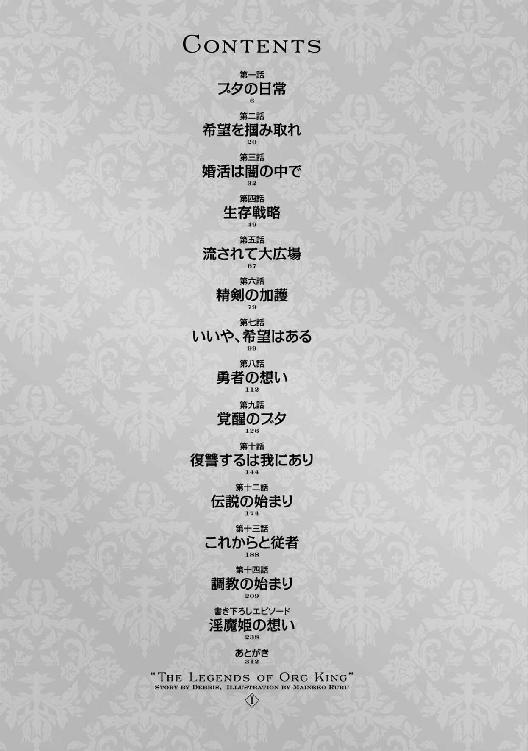 CONTENTS
第一話
ブタの日常
6
第二話
希望を掴み取れ
20
第三話
婚活は闇の中で
32
第四話
生存戦略
49
第五話
流されて大広場
67
第六話
精剣の加護
79
第七話
いいや、希望はある
99
第八話
勇者の想い
112
第九話
覚醒のブタ
126
第十話
復讐するは我にあり
144
第十二話
伝説の始まり
174
第十三話
これからと従者
188
第十四話
調教の始まり
209
書き下ろしエピソード
淫魔姫の想い
238
あとがき
312
"THE LEGENDS OF ORG KING"
STORY BY DEBRIS, ILLUSTRATION BY
1